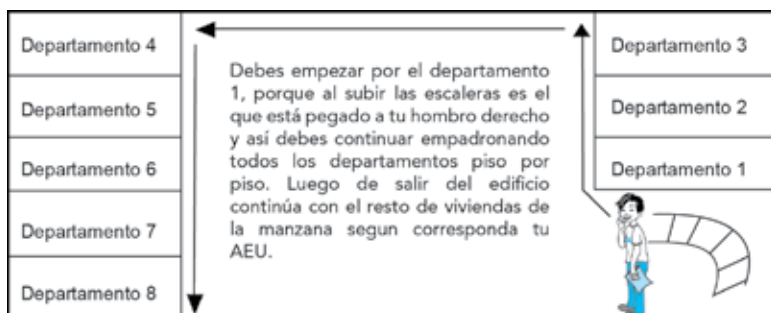 Departamento 4
Departamento 5
Departamento 6
Departamento 7
Departamento 8
Debes empezar por el departamento
1, porque al subir las escaleras es el
que está pegado a tu hombro derecho
y así debes continuar empadronando
todos los departamentos piso por
piso. Luego de salir del edificio
continúa con el resto de viviendas de
la manzana segun corresponda tu
AEU.
Departamento 3
Departamento 2
Departamento 1